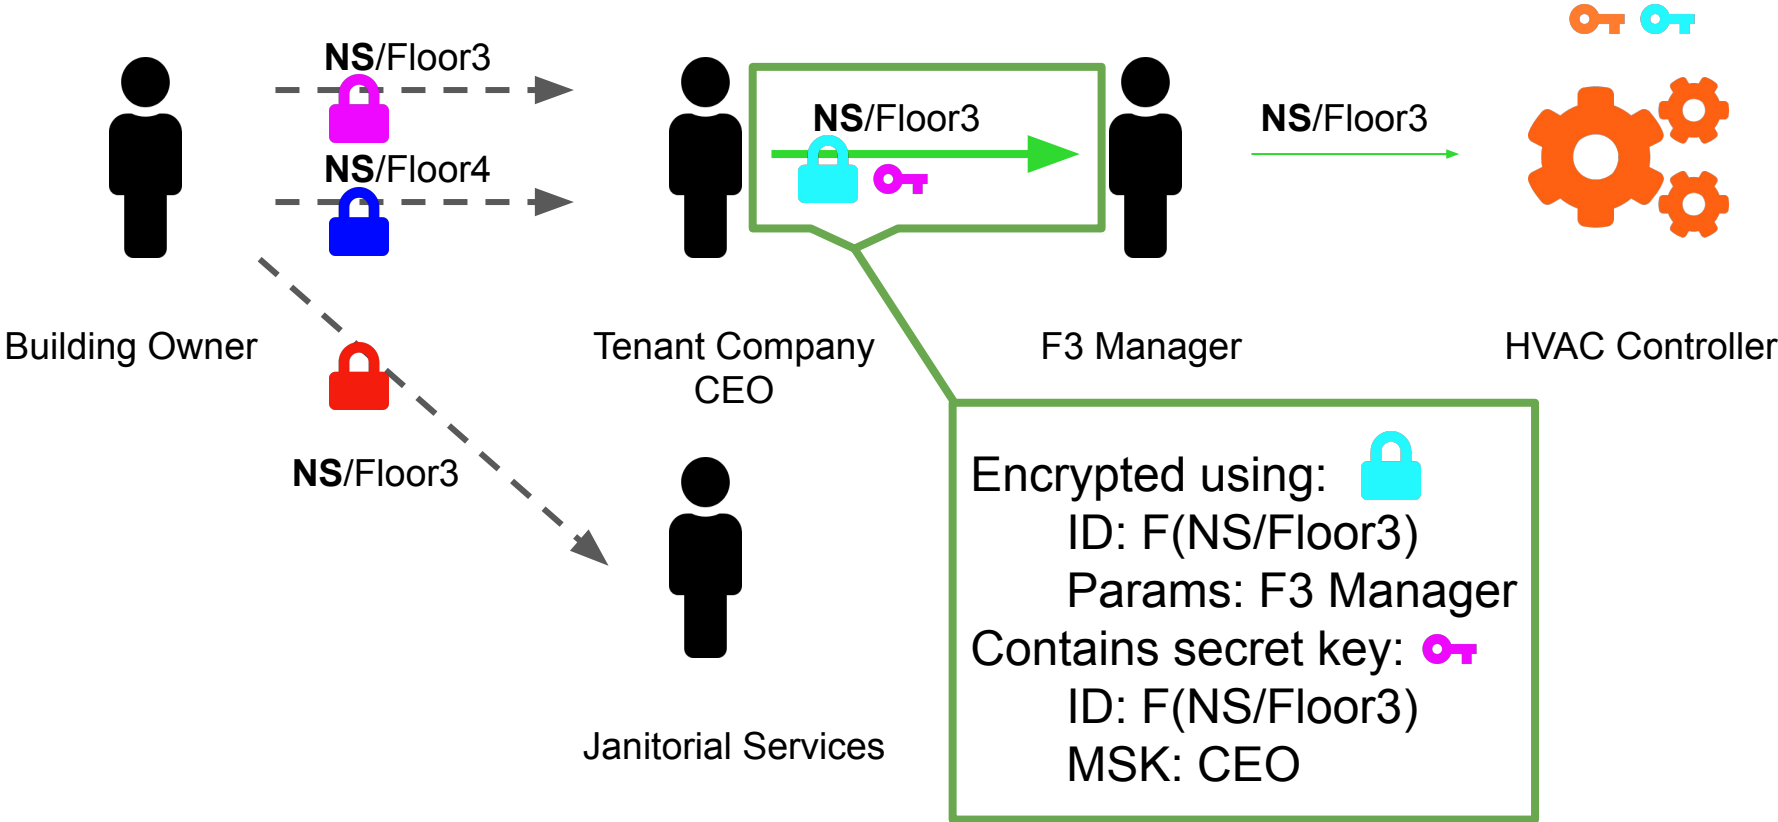 NS/Floor3
NS/Floor4
NS/Floor3
NS/Floor3
Building Owner
Tenant Company
CEO
F3 Manager
HVAC Controller
NS/Floor3
Janitorial Services
Encrypted using:
ID: F(NS/Floor3)
Params: F3 Manager
Contains secret key:
ID: F(NS/Floor3)
MSK: CEO